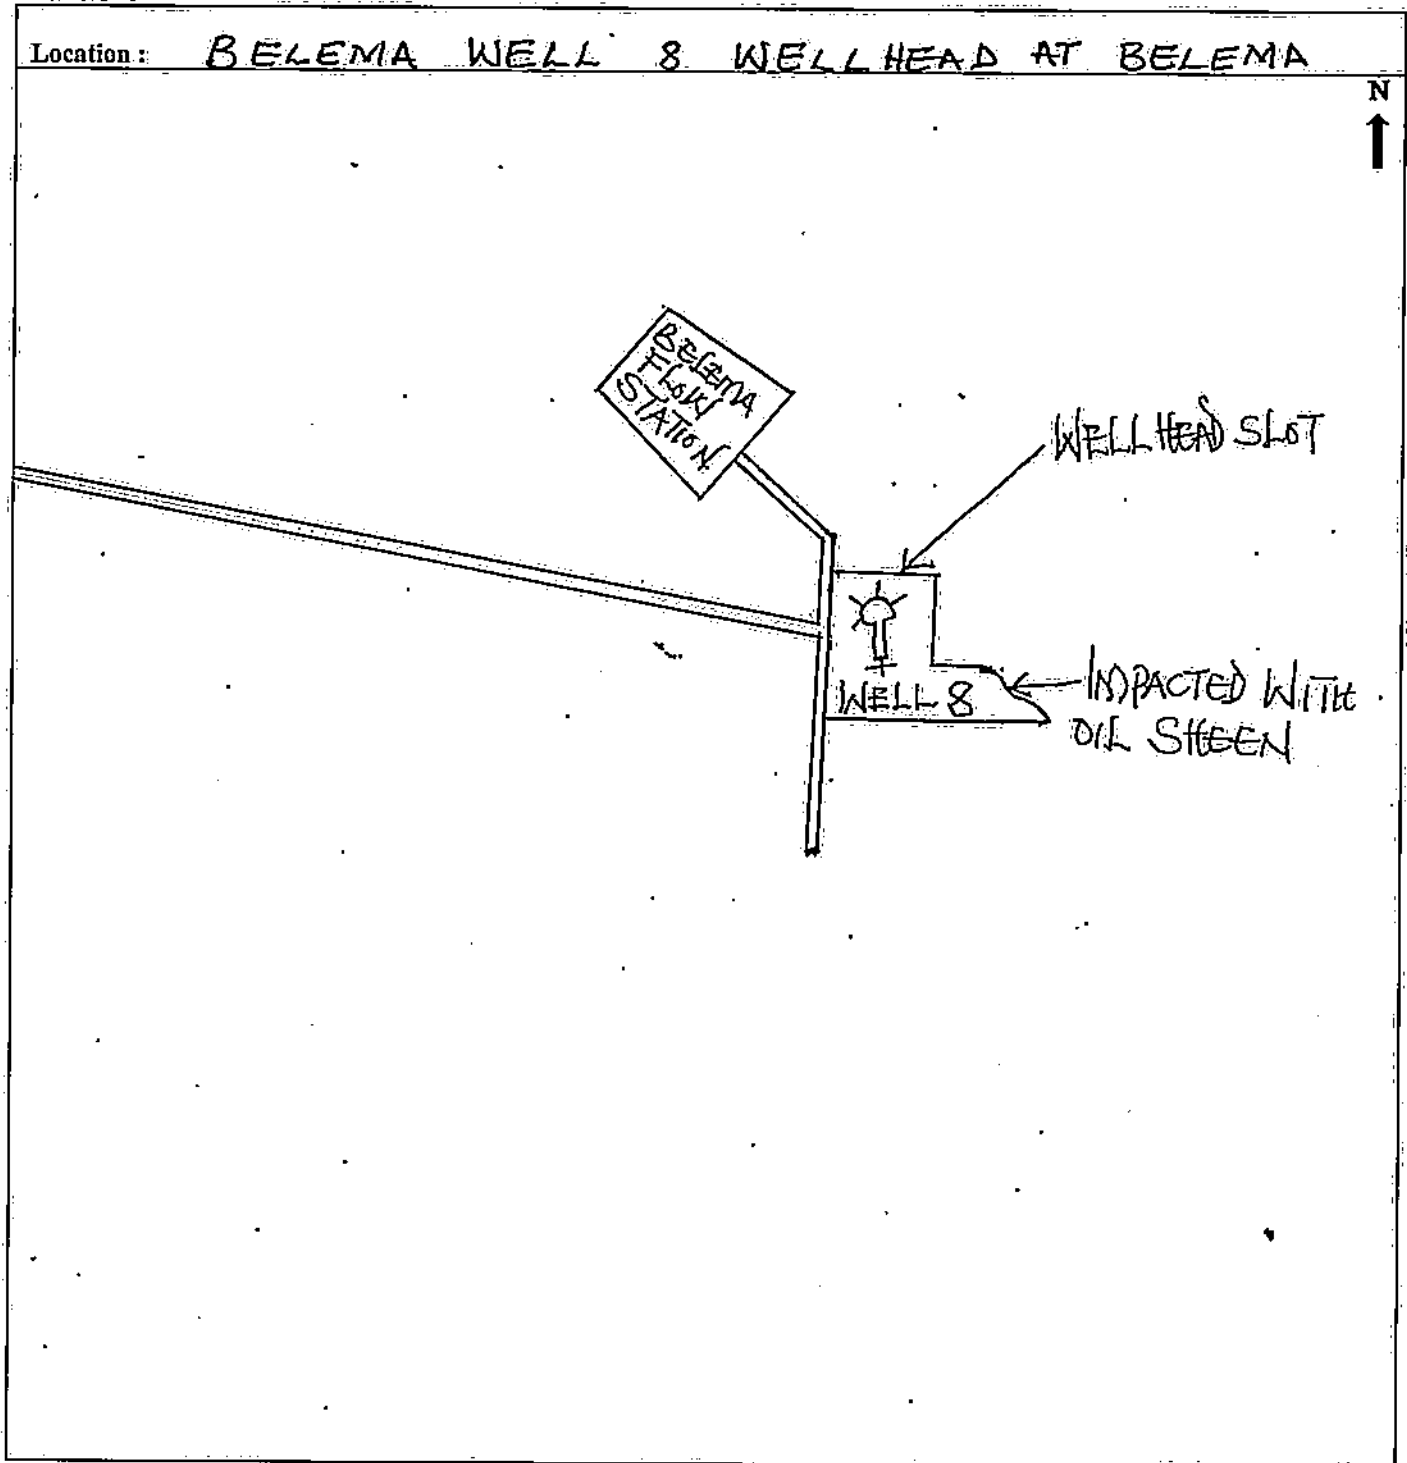 Location: BELEMA WELL 8 WELLHEAD AT BELEMA
N
BELEMA
FLOW
STATION
WELLHEAD SLOT
WELL 8
IMPACTED WITH
OIL SHEEN